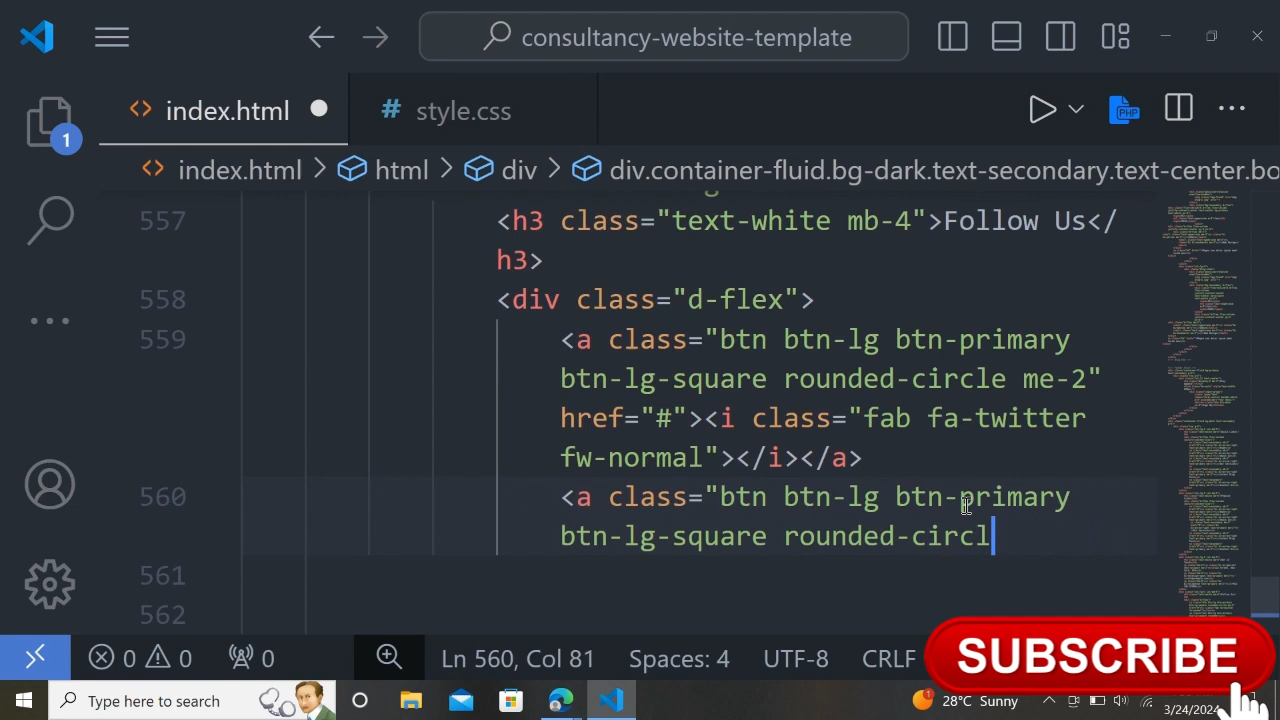 consultancy-website-template
<> index.html
# style.css
PHP
1
<> index.html > html > div > div.container-fluid.bg-dark.text-secondary.text-center.bo
557 <h3 class="text-white mb-4">Follow Us</
h3>
558 <div class="d-flex">
559 <a class="btn btn-lg btn-primary
btn-lg-square rounded-circle me-2"
href="#"><i class="fab fa-twitter
fw-normal"></i></a>
560 <a class="btn btn-lg btn-primary
btn-lg-square rounded-circl
561
562
0 0 0 Ln 560, Col 81 Spaces: 4 UTF-8 CRLF
SUBSCRIBE
Type here to search
1 28°C Sunny
3/24/2024